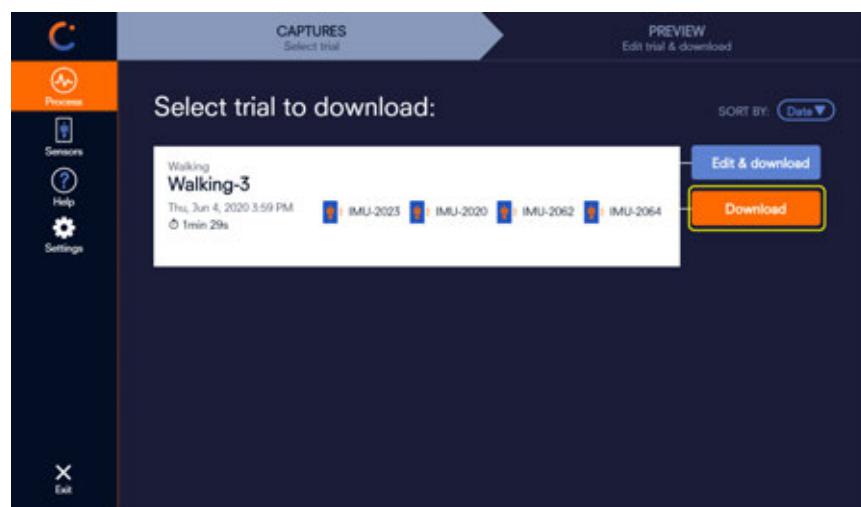 CAPTURES
Select trial
PREVIEW
Edit trial & download
Process
Sensors
Help
Settings
Exit
Select trial to download:
SORT BY: Date▼
Walking
Walking-3
Thu, Jun 4, 2020 3:59 PM
1min 29s
IMU-2023 IMU-2020 IMU-2062 IMU-2064
Edit & download
Download